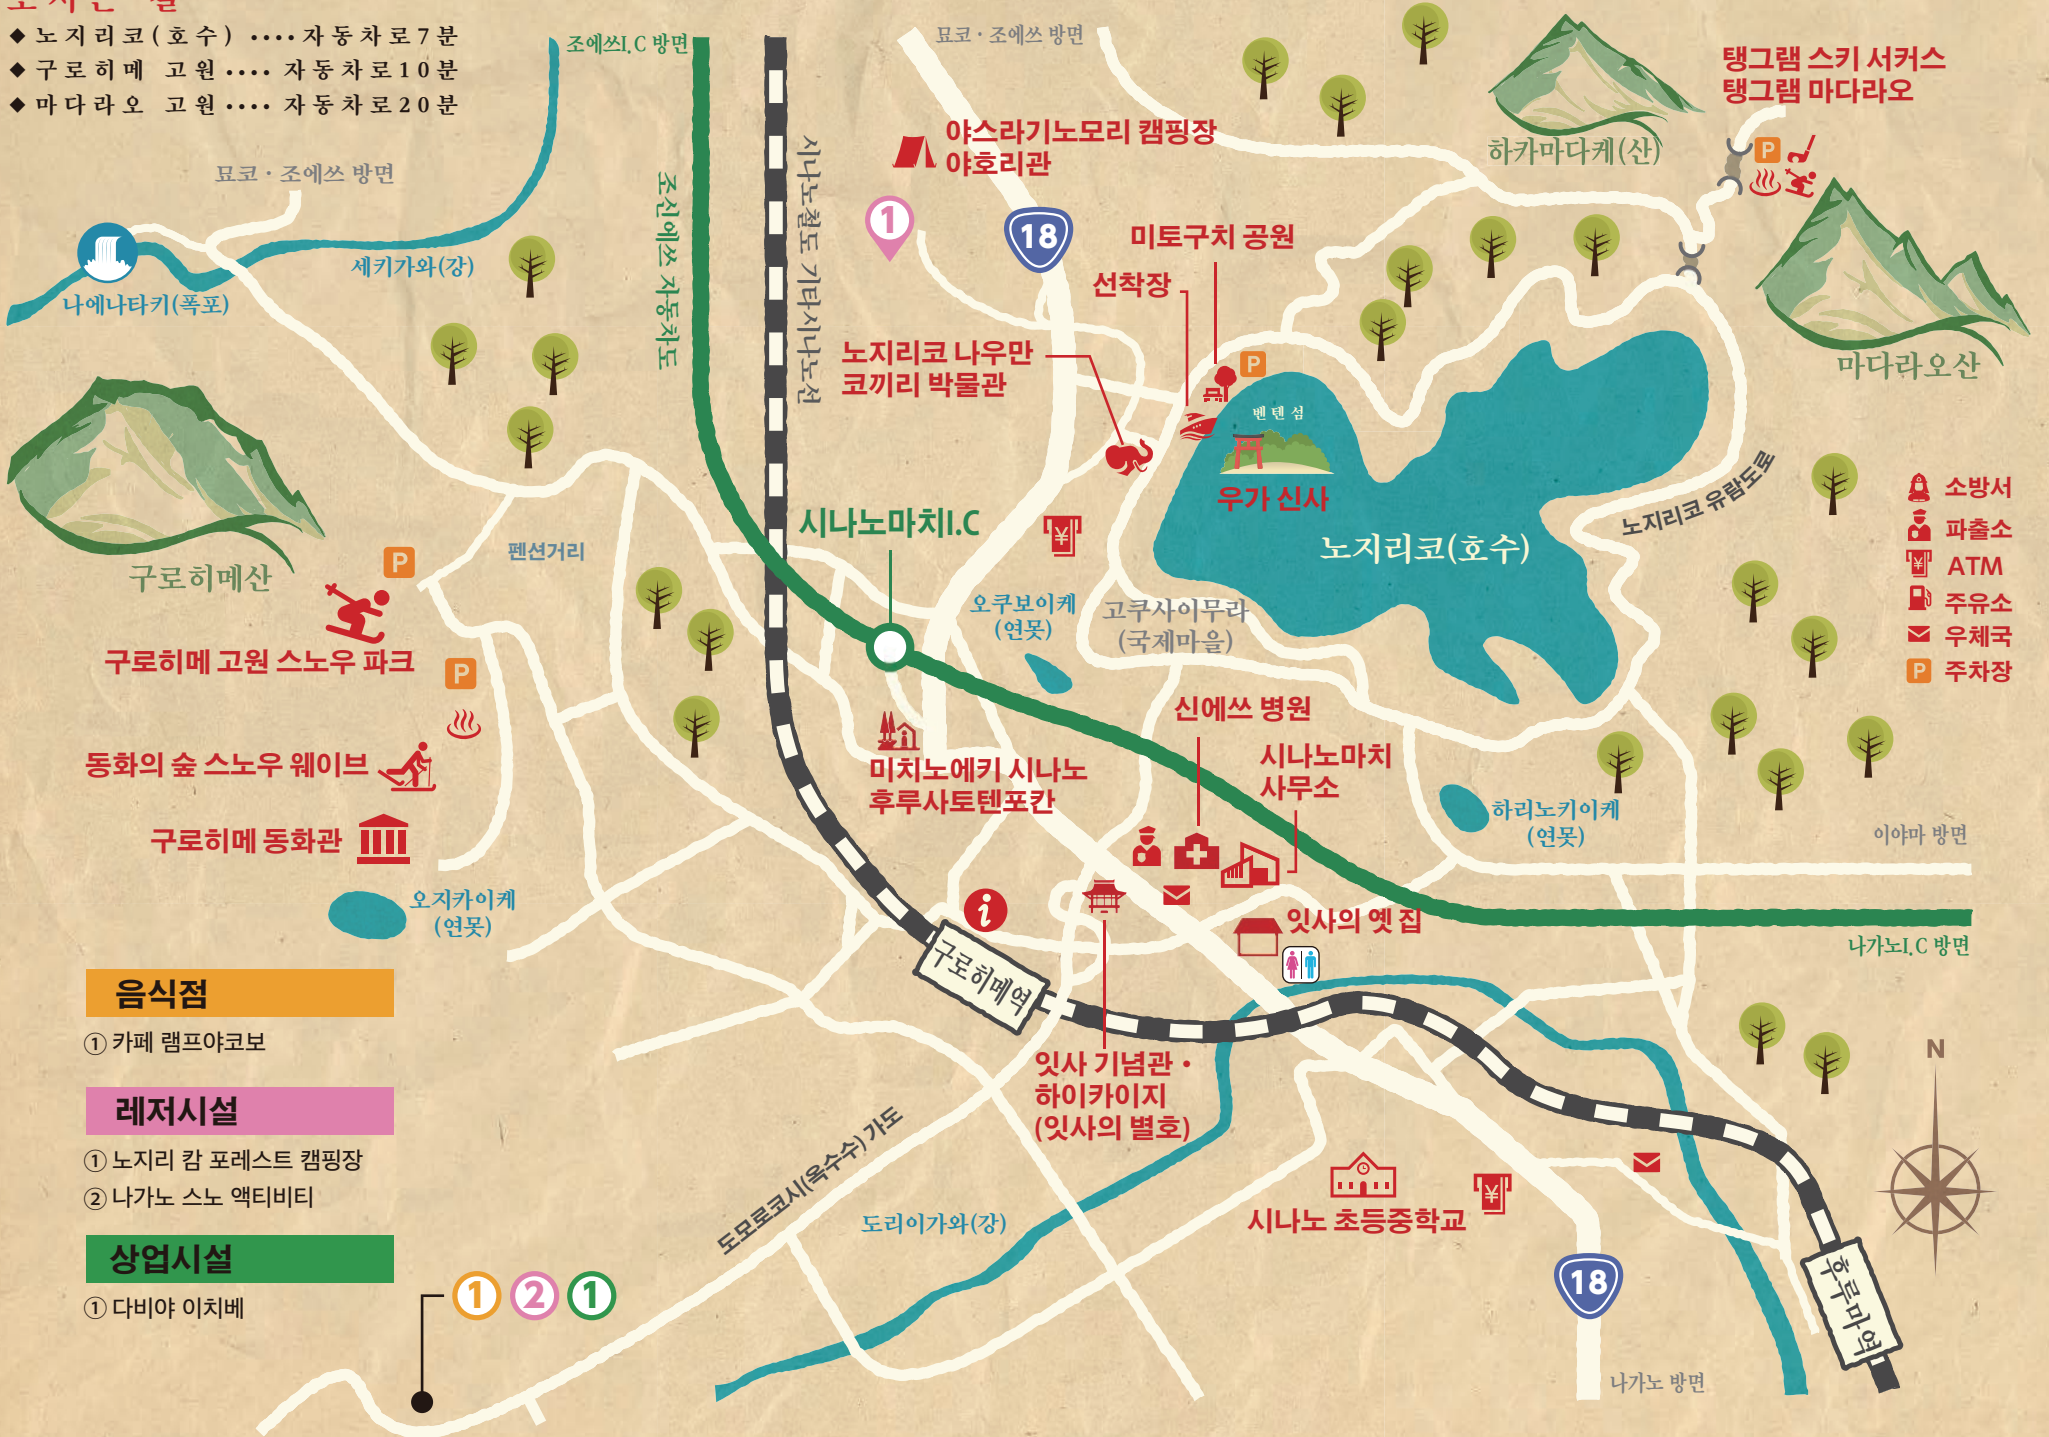 ◆ 노지리코(호수) ････자동차로7분
◆ 구로히메 고원････ 자동차로10분
◆ 마다라오 고원････ 자동차로20분
조에쓰I.C 방면
묘코 · 조에쓰 방면
탱그램 스키 서커스
탱그램 마다라오
P
하카마다케(산)
야스라기노모리 캠핑장
야호리관
묘코 · 조에쓰 방면
조신에쓰 자동차도
시나노철도 기타시나노선
1
18
미토구치 공원
선착장
세키가와(강)
나에나타키(폭포)
노지리코 나우만
코끼리 박물관
P
마다라오산
벤텐섬
우가 신사
노지리코(호수)
노지리코 유람도로
소방서
파출소
¥ ATM
주유소
우체국
P 주차장
시나노마치I.C
¥
펜션거리
P
구로히메산
오쿠보이케
(연못)
고쿠사이무라
(국제마을)
구로히메 고원 스노우 파크
P
신에쓰 병원
시나노마치
사무소
동화의 숲 스노우 웨이브
미치노에키 시나노
후루사토텐포칸
하리노키이케
(연못)
이야마 방면
구로히메 동화관
오지카이케
(연못)
i
잇사의 옛 집
나가노I.C 방면
구로히메역
음식점
① 카페 램프야코보
잇사 기념관 ·
하이카이지
(잇사의 별호)
N
레저시설
① 노지리 캄 포레스트 캠핑장
② 나가노 스노 액티비티
도모로코시(옥수수) 가도
도리이가와(강)
시나노 초등중학교
¥
상업시설
① 다비야 이치베
1 2 1
18
후루마역
나가노 방면